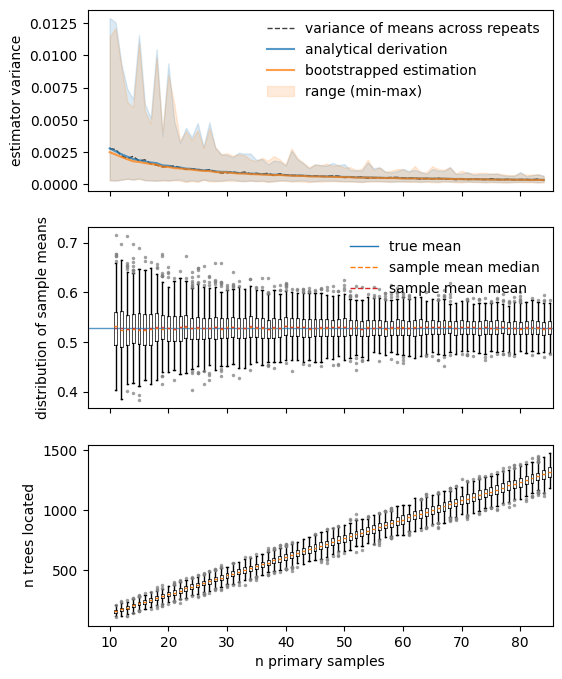 0.0125
0.0100
0.0075
0.0050
0.0025
0.0000
estimator variance
variance of means across repeats
analytical derivation
bootstrapped estimation
range (min-max)
0.7
0.6
0.5
0.4
distribution of sample means
true mean
sample mean median
sample mean mean
1500
1000
500
n trees located
10 20 30 40 50 60 70 80
n primary samples